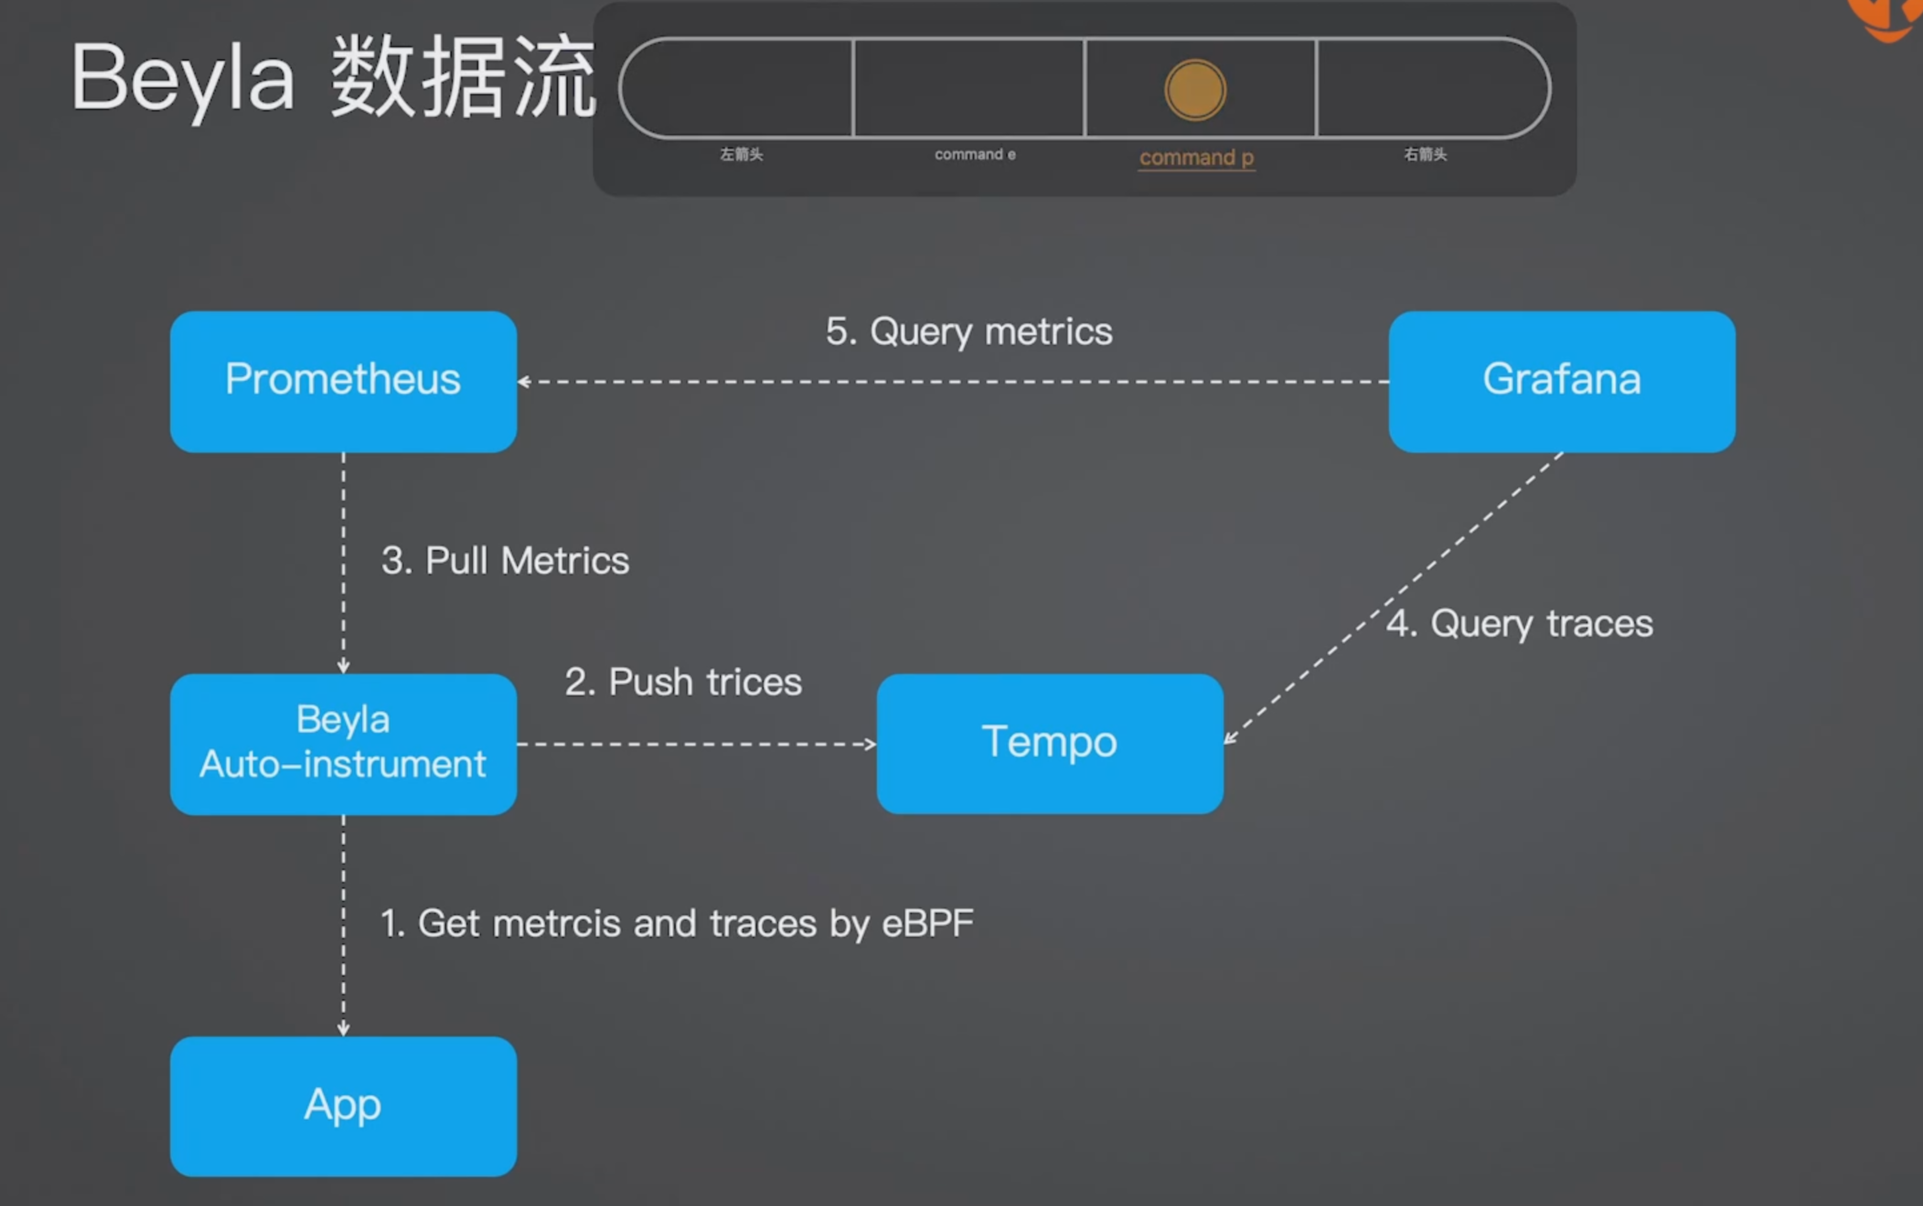 Beyla 数据流
左箭头
command e
command p
右箭头
5. Query metrics
Prometheus
Grafana
3. Pull Metrics
4. Query traces
2. Push trices
Beyla
Auto-instrument
Tempo
1. Get metrcis and traces by eBPF
App